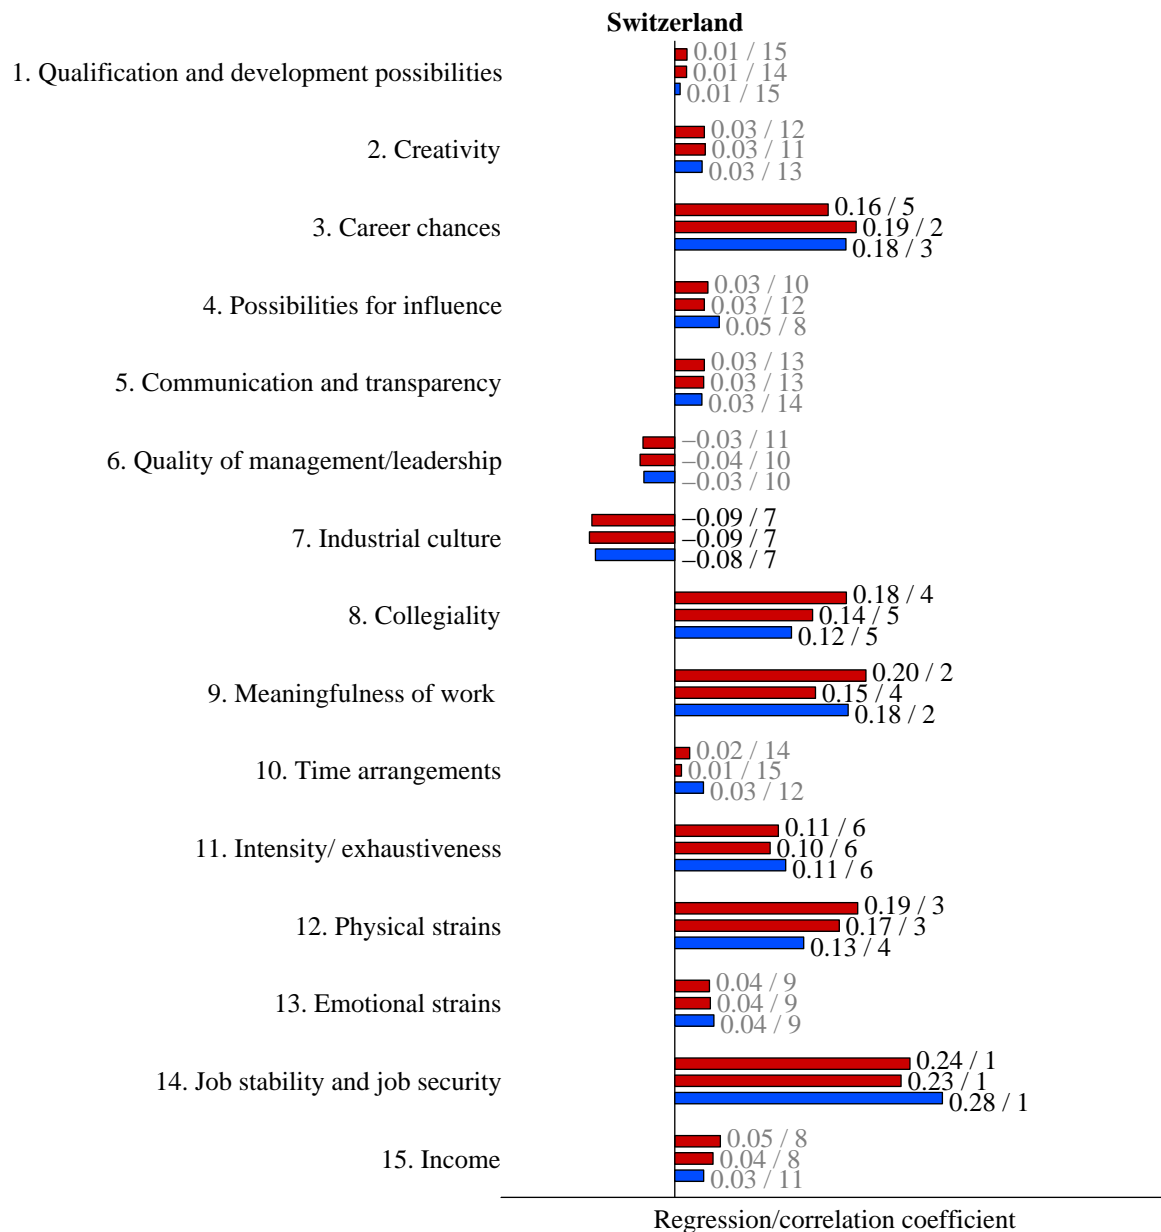 Switzerland
1. Qualification and development possibilities
0.01 / 15
0.01 / 14
0.01 / 15
2. Creativity
0.03 / 12
0.03 / 11
0.03 / 13
3. Career chances
0.16 / 5
0.19 / 2
0.18 / 3
4. Possibilities for influence
0.03 / 10
0.03 / 12
0.05 / 8
5. Communication and transparency
0.03 / 13
0.03 / 13
0.03 / 14
6. Quality of management/leadership
–0.03 / 11
–0.04 / 10
–0.03 / 10
7. Industrial culture
–0.09 / 7
–0.09 / 7
–0.08 / 7
8. Collegiality
0.18 / 4
0.14 / 5
0.12 / 5
9. Meaningfulness of work
0.20 / 2
0.15 / 4
0.18 / 2
10. Time arrangements
0.02 / 14
0.01 / 15
0.03 / 12
11. Intensity/ exhaustiveness
0.11 / 6
0.10 / 6
0.11 / 6
12. Physical strains
0.19 / 3
0.17 / 3
0.13 / 4
13. Emotional strains
0.04 / 9
0.04 / 9
0.04 / 9
14. Job stability and job security
0.24 / 1
0.23 / 1
0.28 / 1
15. Income
0.05 / 8
0.04 / 8
0.03 / 11
Regression/correlation coefficient